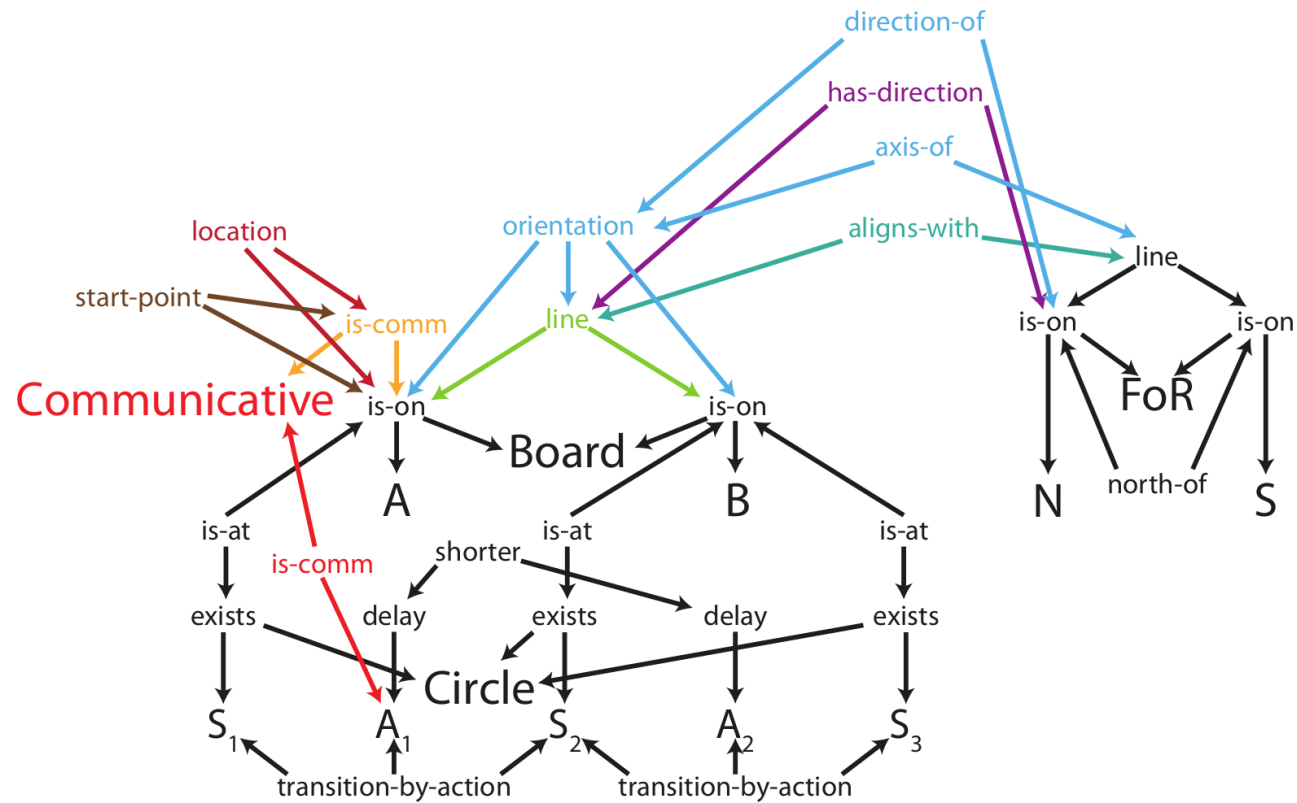 direction-of
has-direction
axis-of
location
orientation
aligns-with
line
start-point
is-comm
line
is-on
is-on
Communicative
is-on
is-on
FoR
Board
A
B
N
north-of
S
is-at
is-at
is-at
is-comm
shorter
exists
delay
exists
delay
exists
Circle
S1
A1
S2
A2
S3
transition-by-action
transition-by-action